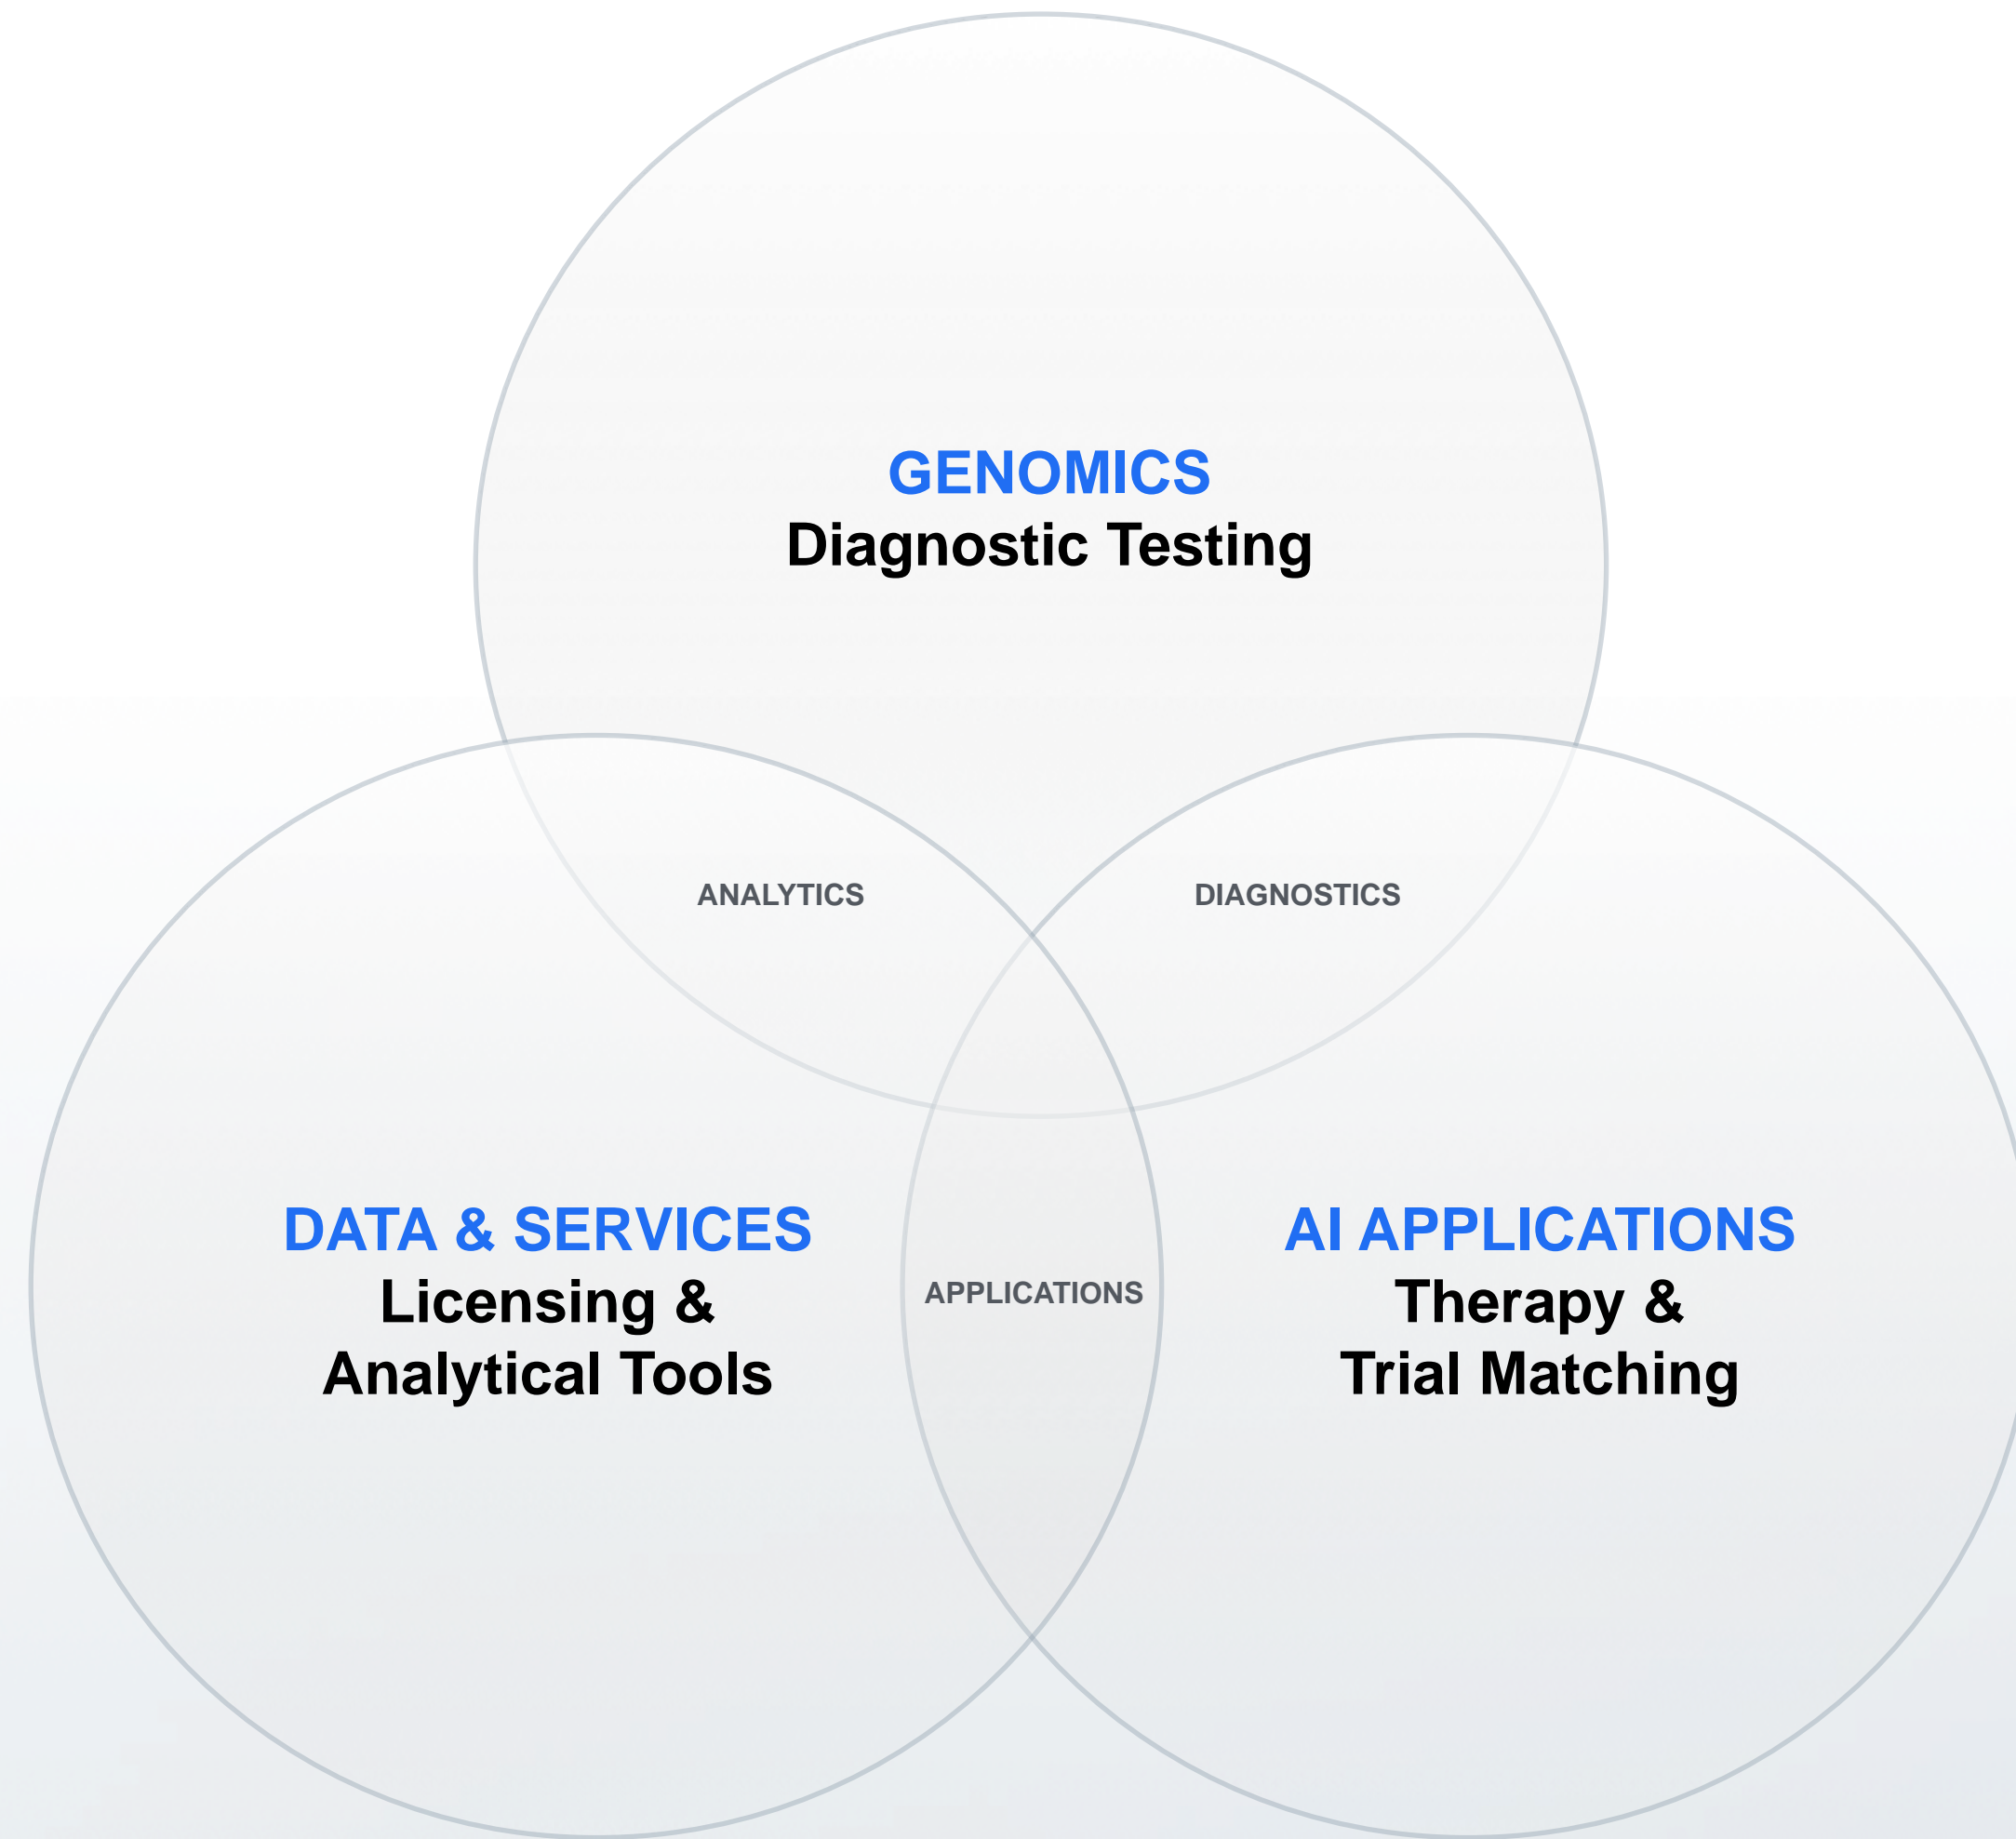 GENOMICS
Diagnostic Testing
ANALYTICS
DIAGNOSTICS
DATA & SERVICES
Licensing &
Analytical Tools
APPLICATIONS
AI APPLICATIONS
Therapy &
Trial Matching